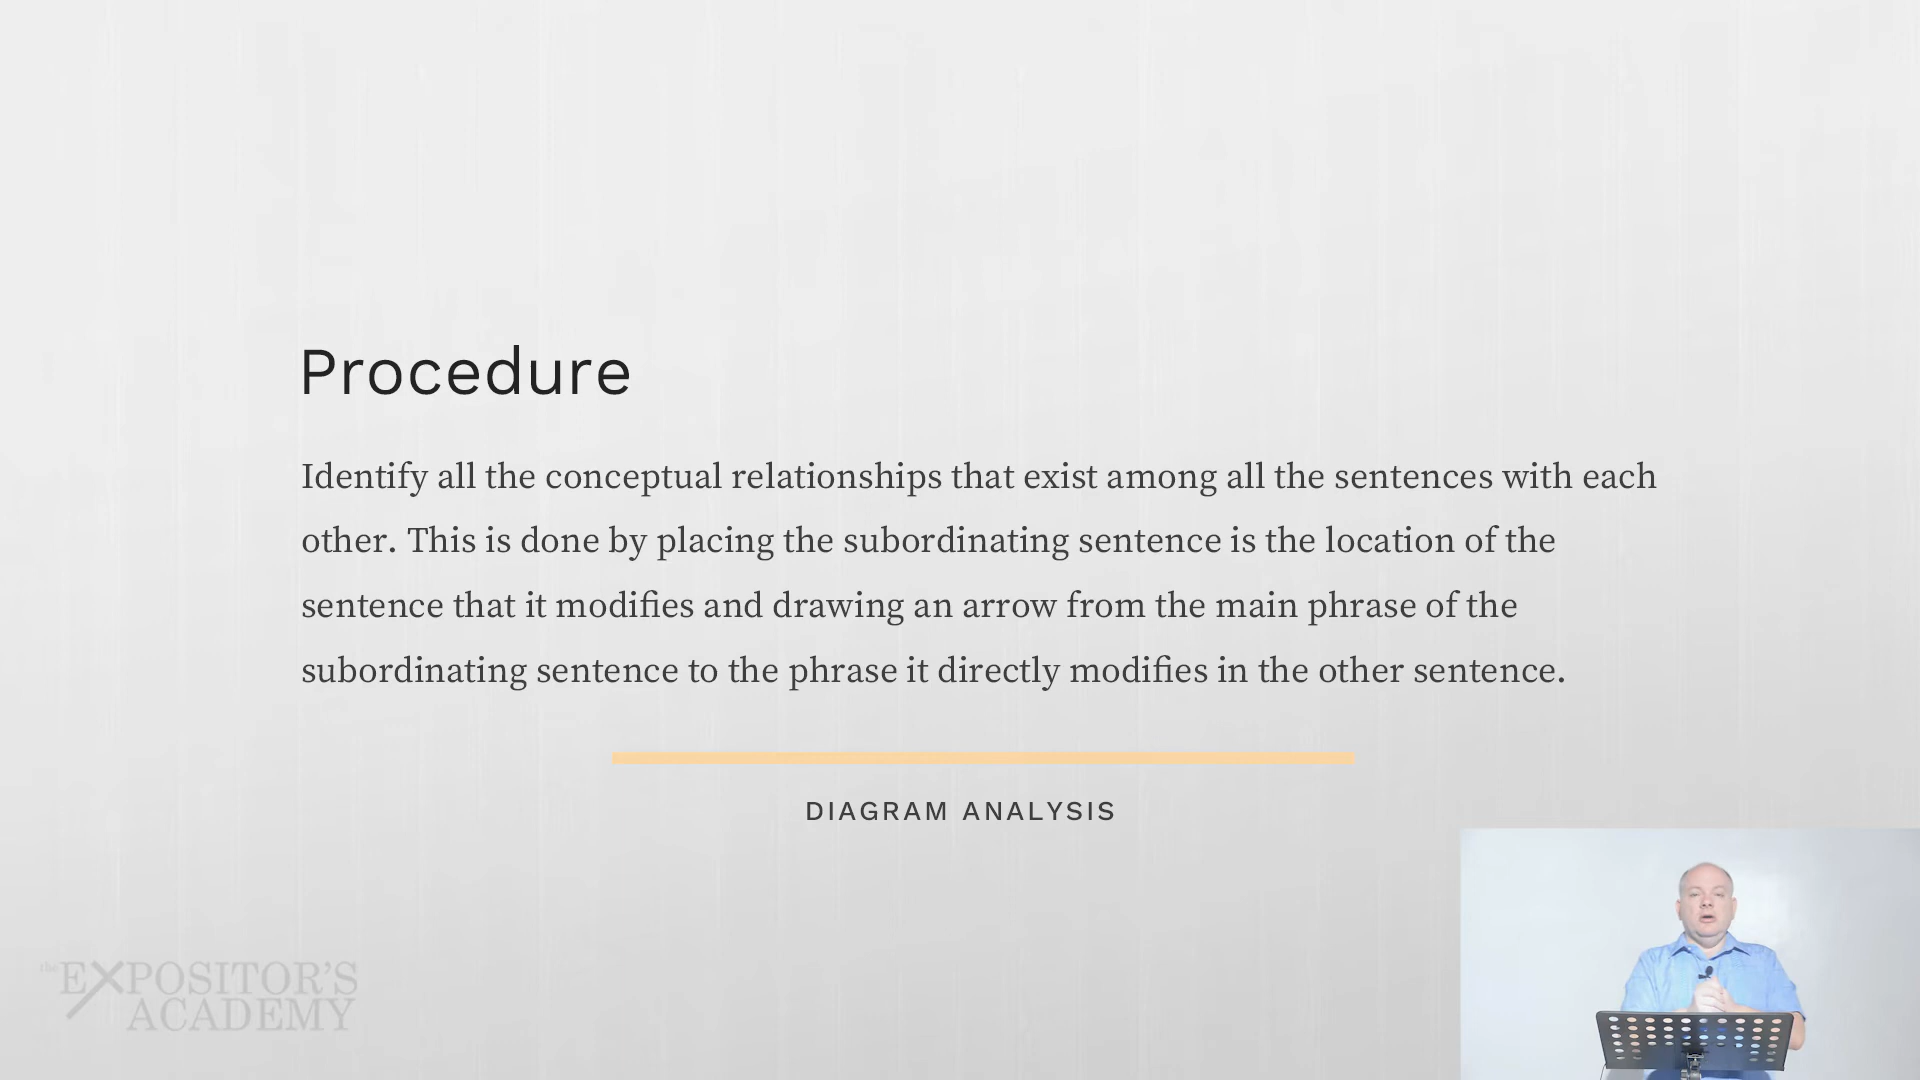 Procedure
Identify all the conceptual relationships that exist among all the sentences with each
other. This is done by placing the subordinating sentence is the location of the
sentence that it modifies and drawing an arrow from the main phrase of the
subordinating sentence to the phrase it directly modifies in the other sentence.
DIAGRAM ANALYSIS
the EXPOSITOR'S
ACADEMY